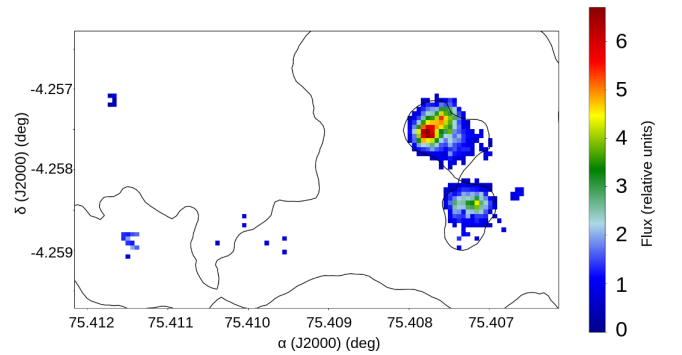 -4.257
-4.258
-4.259
δ (J2000) (deg)
75.412 75.411 75.410 75.409 75.408 75.407
α (J2000) (deg)
6
5
4
3
2
1
0
Flux (relative units)